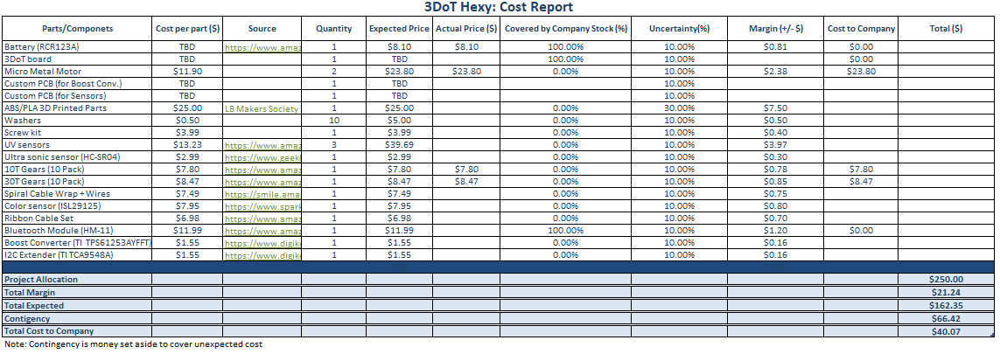 3DoT Hexy: Cost Report
Parts/Componets Cost per part ($) Source Quantity Expected Price Actual Price ($) Covered by Company Stock (%) Uncertainty(%) Margin (+/- $) Cost to Company Total ($)
Battery (RCR123A) TBD https://www.ama 1 $8.10 $8.10 100.00% 10.00% $0.81 $0.00
3DoT board TBD 1 TBD 100.00% 10.00% $0.00
Micro Metal Motor $11.90 2 $23.80 $23.80 0.00% 10.00% $2.38 $23.80
Custom PCB (for Boost Conv.) TBD 1 TBD 10.00%
Custom PCB (for Sensors) TBD 1 TBD 10.00%
ABS/PLA 3D Printed Parts $25.00 LB Makers Society 1 $25.00 0.00% 30.00% $7.50
Washers $0.50 10 $5.00 0.00% 10.00% $0.50
Screw kit $3.99 1 $3.99 0.00% 10.00% $0.40
UV sensors $13.23 https://www.ama 3 $39.69 0.00% 10.00% $3.97
Ultra sonic sensor (HC-SR04) $2.99 https://www.geek 1 $2.99 0.00% 10.00% $0.30
10T Gears (10 Pack) $7.80 https://www.ama 1 $7.80 $7.80 0.00% 10.00% $0.78 $7.80
30T Gears (10 Pack) $8.47 https://www.ama 1 $8.47 $8.47 0.00% 10.00% $0.85 $8.47
Spiral Cable Wrap + Wires $7.49 https://smile.ama 1 $7.49 0.00% 10.00% $0.75
Color sensor (ISL29125) $7.95 https://www.spark 1 $7.95 0.00% 10.00% $0.80
Ribbon Cable Set $6.98 https://www.ama 1 $6.98 0.00% 10.00% $0.70
Bluetooth Module (HM-11) $11.99 https://www.ama 1 $11.99 100.00% 10.00% $1.20 $0.00
Boost Converter (TI TPS61253AYFFT) $1.55 https://www.digik 1 $1.55 0.00% 10.00% $0.16
I2C Extender (TI TCA9548A) $1.55 https://www.digik 1 $1.55 0.00% 10.00% $0.16
Project Allocation $250.00
Total Margin $21.24
Total Expected $162.35
Contigency $66.42
Total Cost to Company $40.07
Note: Contingency is money set aside to cover unexpected cost